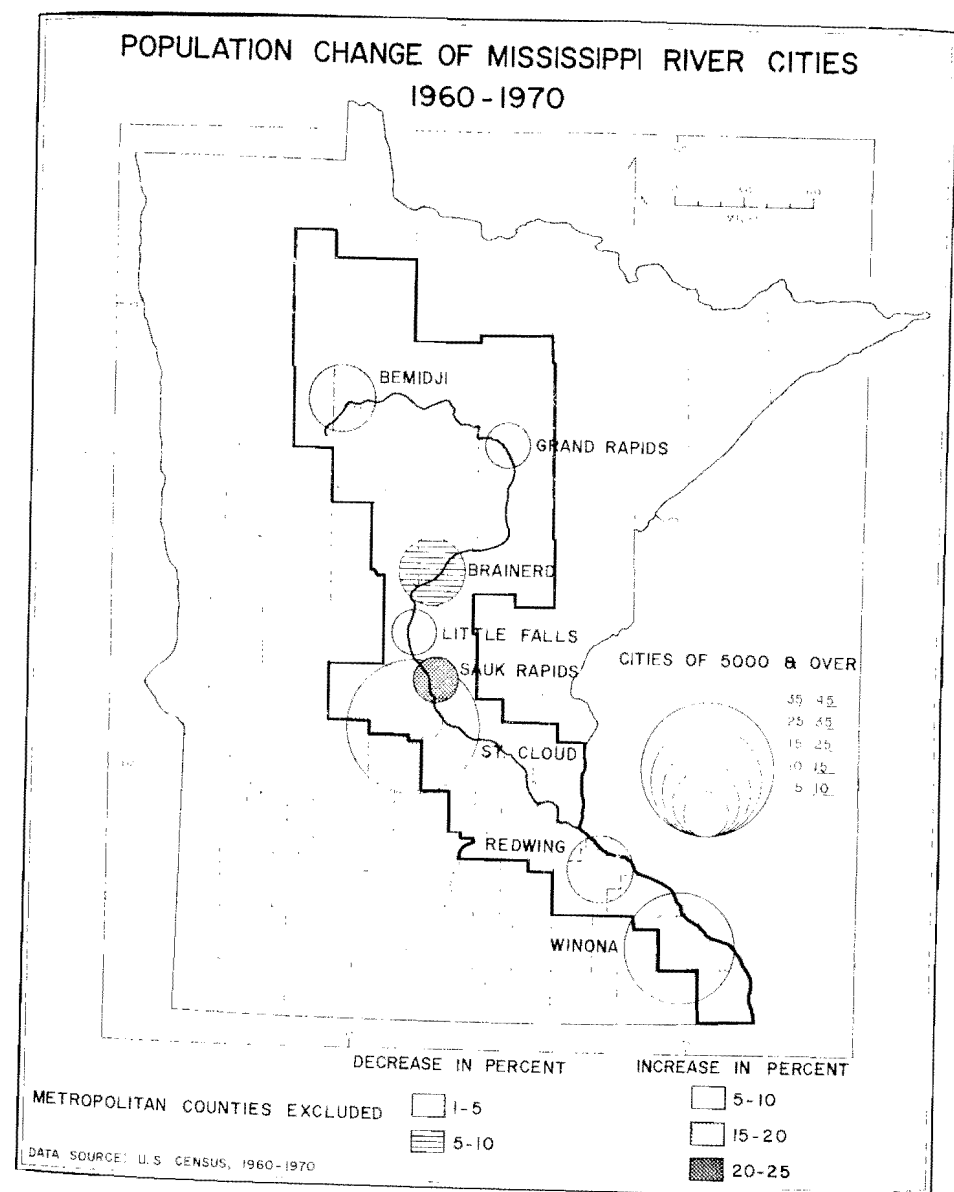 POPULATION CHANGE OF MISSISSIPPI RIVER CITIES
1960-1970
BEMIDJI
GRAND RAPIDS
BRAINERD
LITTLE FALLS
SAUK RAPIDS
CITIES OF 5000 & OVER
35 45
25 35
15 25
10 15
5 10
ST. CLOUD
REDWING
WINONA
DECREASE IN PERCENT
INCREASE IN PERCENT
METROPOLITAN COUNTIES EXCLUDED
1-5
5-10
5-10
15-20
20-25
DATA SOURCE: U.S CENSUS, 1960-1970